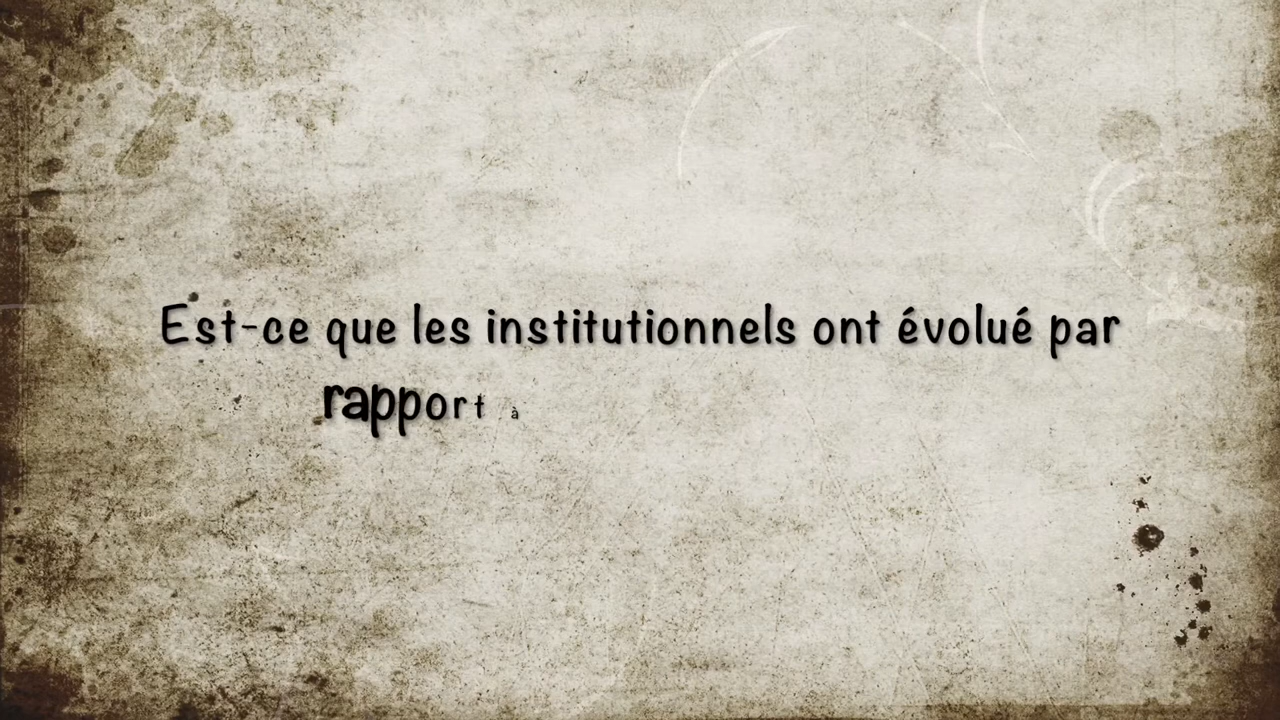 Est-ce que les institutionnels ont évolué par
rapport à